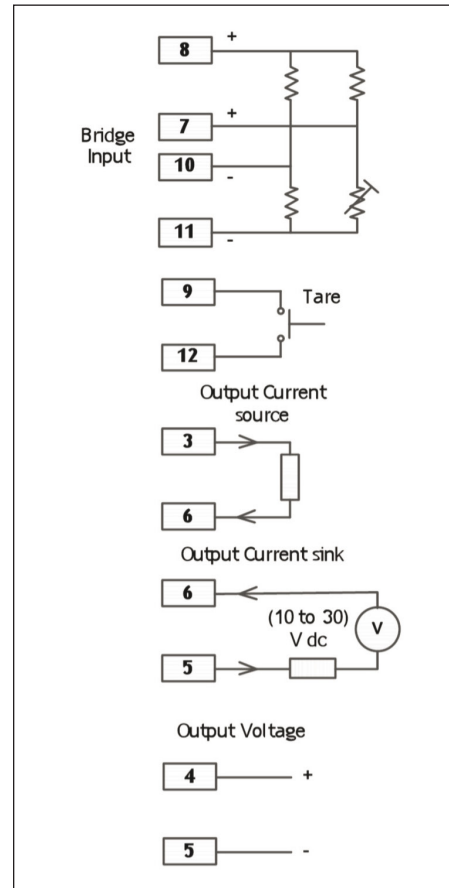 8 +
7 +
Bridge
Input
10 -
11 -
9 Tare
12
Output Current
source
3
6
Output Current sink
6
(10 to 30)
V dc
V
5
Output Voltage
4 +
5 -